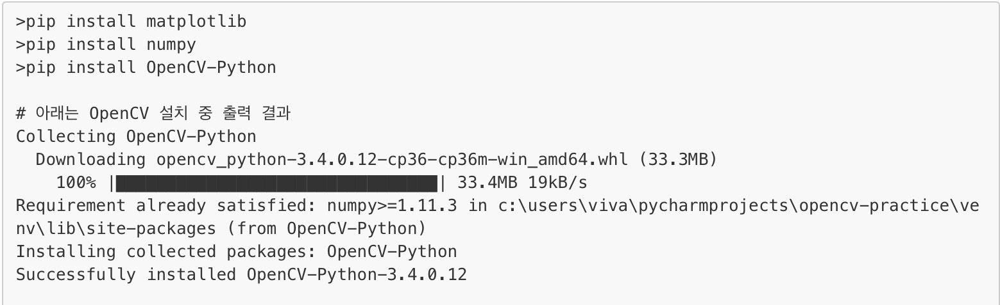 >pip install matplotlib
>pip install numpy
>pip install OpenCV-Python
# 아래는 OpenCV 설치 중 출력 결과
Collecting OpenCV-Python
  Downloading opencv_python-3.4.0.12-cp36-cp36m-win_amd64.whl (33.3MB)
    100% |████████████████████████████████| 33.4MB 19kB/s
Requirement already satisfied: numpy>=1.11.3 in c:\users\viva\pycharmprojects\opencv-practice\ve
nv\lib\site-packages (from OpenCV-Python)
Installing collected packages: OpenCV-Python
Successfully installed OpenCV-Python-3.4.0.12